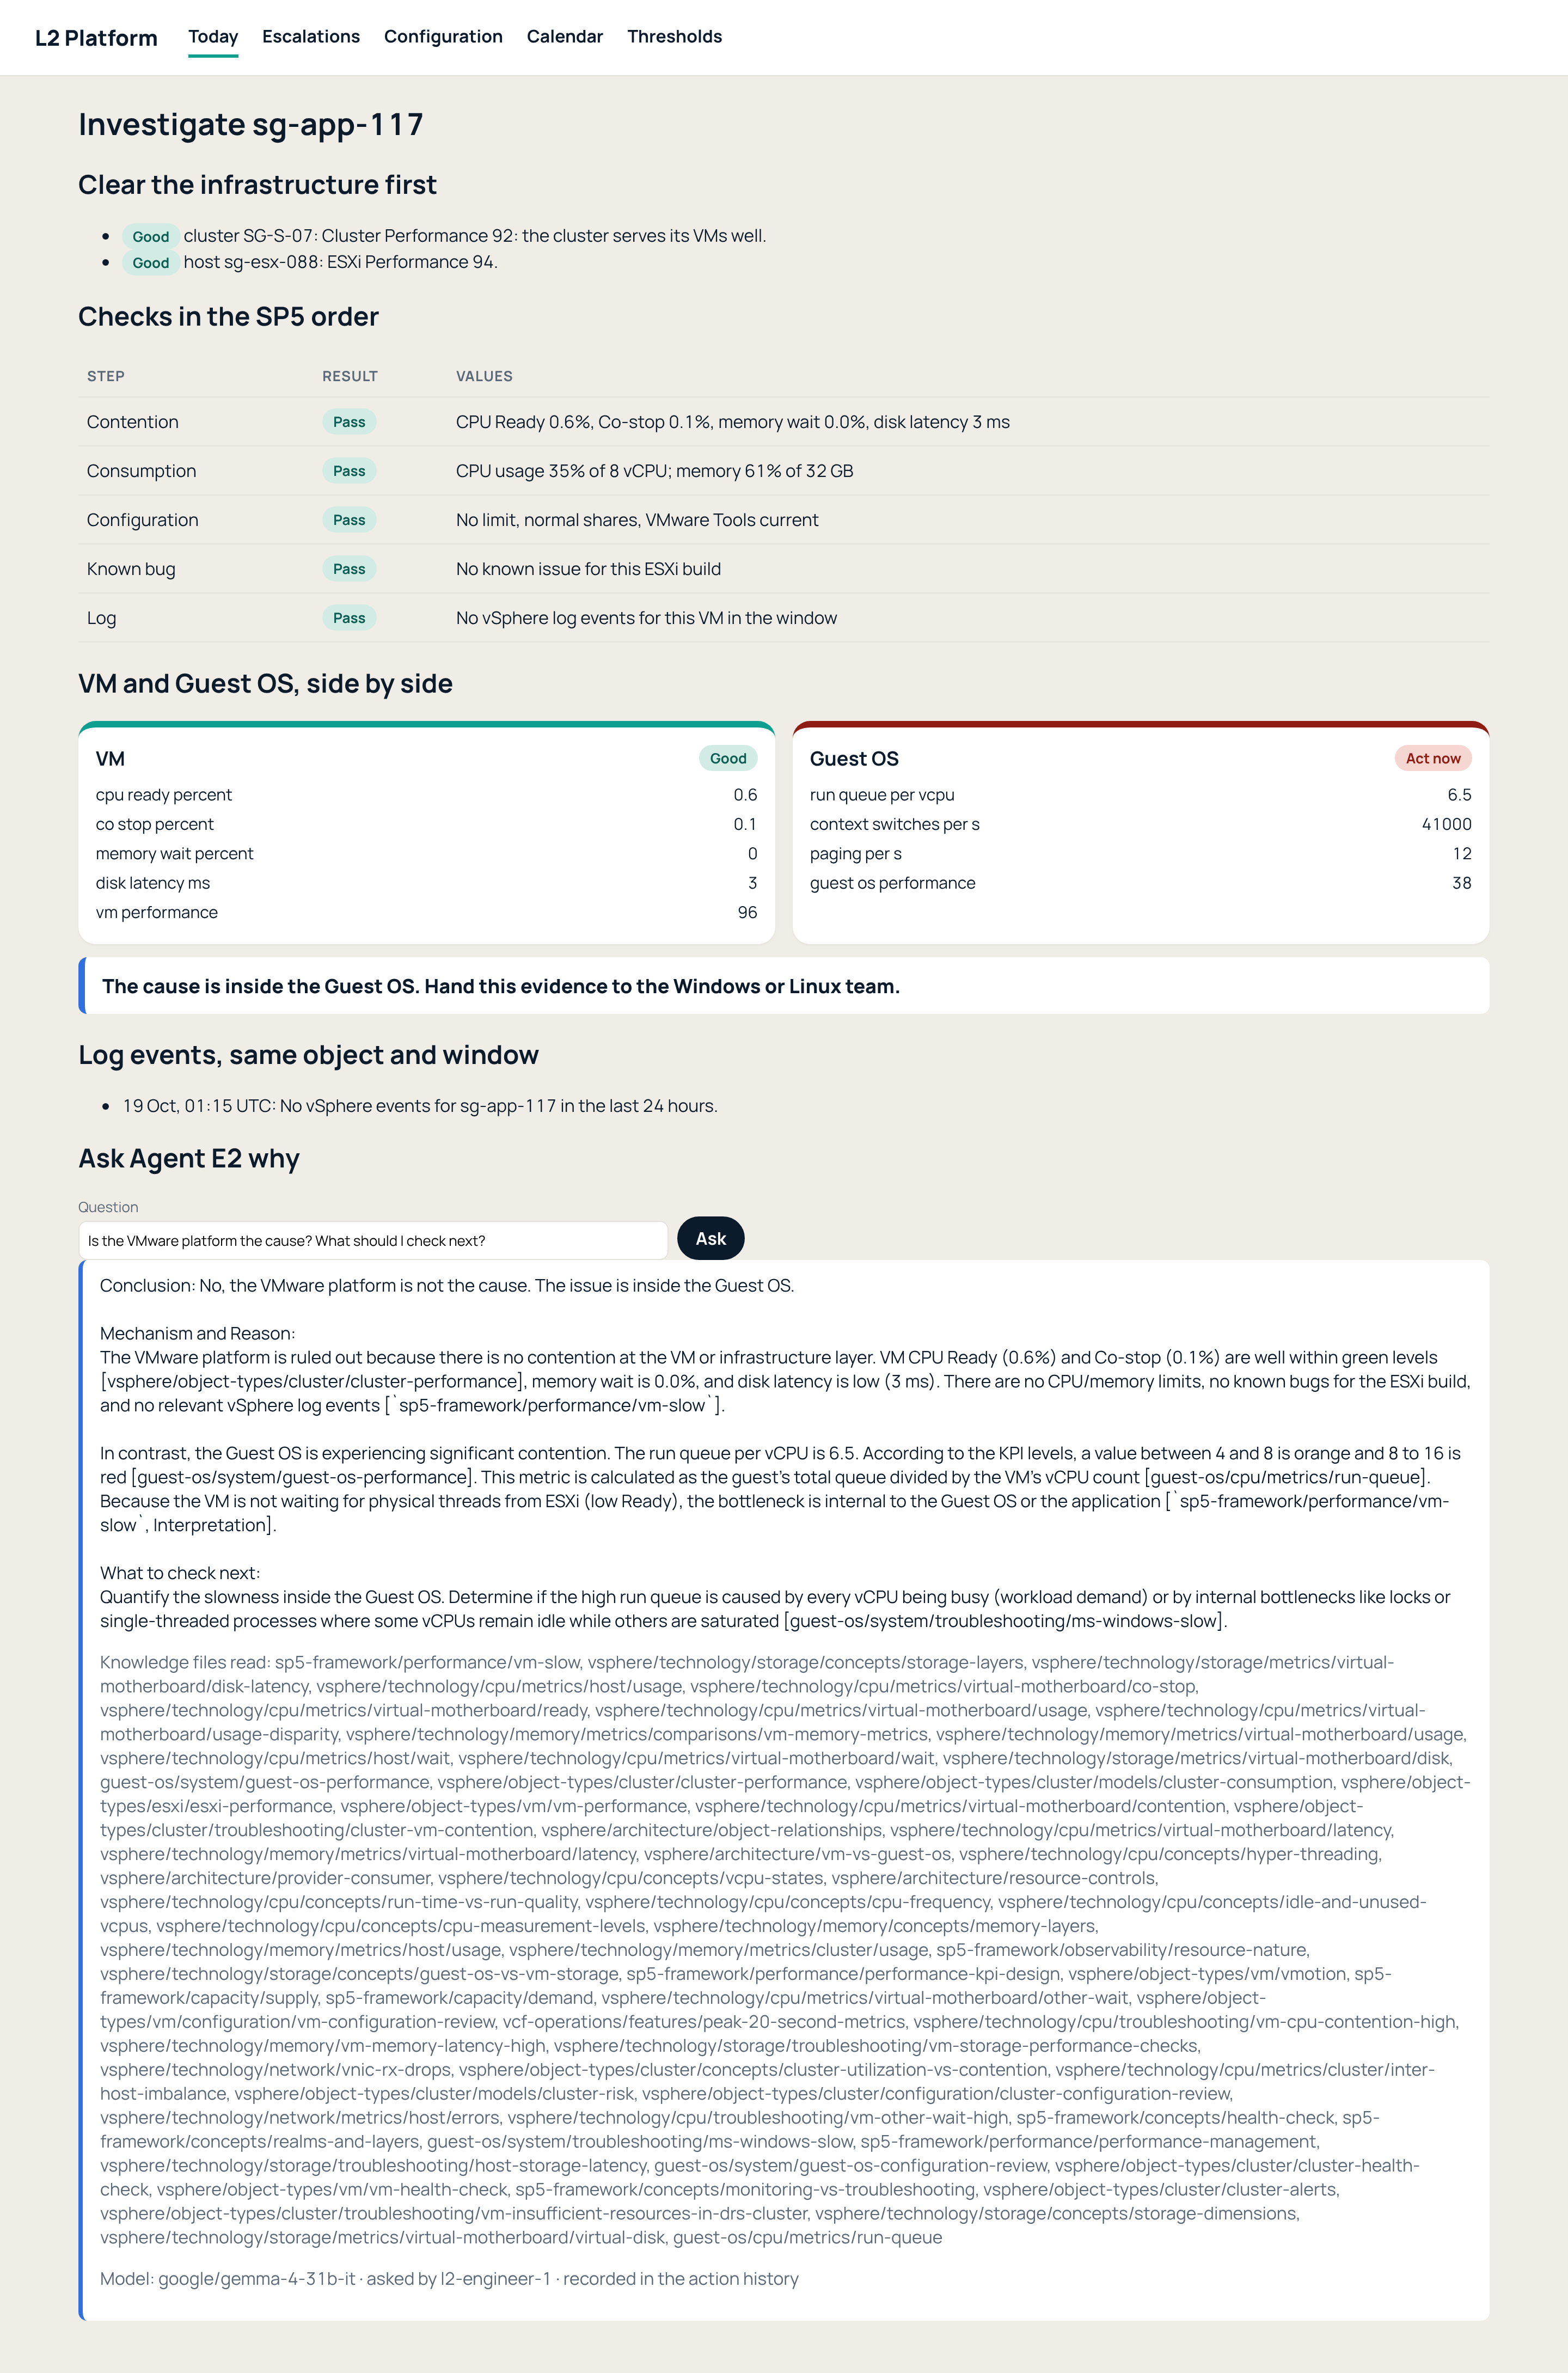 L2 Platform Today Escalations Configuration Calendar Thresholds
Investigate sg-app-117
Clear the infrastructure first
Good cluster SG-S-07: Cluster Performance 92: the cluster serves its VMs well.
Good host sg-esx-088: ESXi Performance 94.
Checks in the SP5 order
STEP RESULT VALUES
Contention Pass CPU Ready 0.6%, Co-stop 0.1%, memory wait 0.0%, disk latency 3 ms
Consumption Pass CPU usage 35% of 8 vCPU; memory 61% of 32 GB
Configuration Pass No limit, normal shares, VMware Tools current
Known bug Pass No known issue for this ESXi build
Log Pass No vSphere log events for this VM in the window
VM and Guest OS, side by side
VM Good
cpu ready percent 0.6
co stop percent 0.1
memory wait percent 0
disk latency ms 3
vm performance 96
Guest OS Act now
run queue per vcpu 6.5
context switches per s 41000
paging per s 12
guest os performance 38
The cause is inside the Guest OS. Hand this evidence to the Windows or Linux team.
Log events, same object and window
19 Oct, 01:15 UTC: No vSphere events for sg-app-117 in the last 24 hours.
Ask Agent E2 why
Question
Is the VMware platform the cause? What should I check next? Ask
Conclusion: No, the VMware platform is not the cause. The issue is inside the Guest OS.
Mechanism and Reason:
The VMware platform is ruled out because there is no contention at the VM or infrastructure layer. VM CPU Ready (0.6%) and Co-stop (0.1%) are well within green levels
[vsphere/object-types/cluster/cluster-performance], memory wait is 0.0%, and disk latency is low (3 ms). There are no CPU/memory limits, no known bugs for the ESXi build,
and no relevant vSphere log events [`sp5-framework/performance/vm-slow`].
In contrast, the Guest OS is experiencing significant contention. The run queue per vCPU is 6.5. According to the KPI levels, a value between 4 and 8 is orange and 8 to 16 is
red [guest-os/system/guest-os-performance]. This metric is calculated as the guest's total queue divided by the VM's vCPU count [guest-os/cpu/metrics/run-queue].
Because the VM is not waiting for physical threads from ESXi (low Ready), the bottleneck is internal to the Guest OS or the application [`sp5-framework/performance/vm-
slow`, Interpretation].
What to check next:
Quantify the slowness inside the Guest OS. Determine if the high run queue is caused by every vCPU being busy (workload demand) or by internal bottlenecks like locks or
single-threaded processes where some vCPUs remain idle while others are saturated [guest-os/system/troubleshooting/ms-windows-slow].
Knowledge files read: sp5-framework/performance/vm-slow, vsphere/technology/storage/concepts/storage-layers, vsphere/technology/storage/metrics/virtual-
motherboard/disk-latency, vsphere/technology/cpu/metrics/host/usage, vsphere/technology/cpu/metrics/virtual-motherboard/co-stop,
vsphere/technology/cpu/metrics/virtual-motherboard/ready, vsphere/technology/cpu/metrics/virtual-motherboard/usage, vsphere/technology/cpu/metrics/virtual-
motherboard/usage-disparity, vsphere/technology/memory/metrics/comparisons/vm-memory-metrics, vsphere/technology/memory/metrics/virtual-motherboard/usage,
vsphere/technology/cpu/metrics/host/wait, vsphere/technology/cpu/metrics/virtual-motherboard/wait, vsphere/technology/storage/metrics/virtual-motherboard/disk,
guest-os/system/guest-os-performance, vsphere/object-types/cluster/cluster-performance, vsphere/object-types/cluster/models/cluster-consumption, vsphere/object-
types/esxi/esxi-performance, vsphere/object-types/vm/vm-performance, vsphere/technology/cpu/metrics/virtual-motherboard/contention, vsphere/object-
types/cluster/troubleshooting/cluster-vm-contention, vsphere/architecture/object-relationships, vsphere/technology/cpu/metrics/virtual-motherboard/latency,
vsphere/technology/memory/metrics/virtual-motherboard/latency, vsphere/architecture/vm-vs-guest-os, vsphere/technology/cpu/concepts/hyper-threading,
vsphere/architecture/provider-consumer, vsphere/technology/cpu/concepts/vcpu-states, vsphere/architecture/resource-controls,
vsphere/technology/cpu/concepts/run-time-vs-run-quality, vsphere/technology/cpu/concepts/cpu-frequency, vsphere/technology/cpu/concepts/idle-and-unused-
vcpus, vsphere/technology/cpu/concepts/cpu-measurement-levels, vsphere/technology/memory/concepts/memory-layers,
vsphere/technology/memory/metrics/host/usage, vsphere/technology/memory/metrics/cluster/usage, sp5-framework/observability/resource-nature,
vsphere/technology/storage/concepts/guest-os-vs-vm-storage, sp5-framework/performance/performance-kpi-design, vsphere/object-types/vm/vmotion, sp5-
framework/capacity/supply, sp5-framework/capacity/demand, vsphere/technology/cpu/metrics/virtual-motherboard/other-wait, vsphere/object-
types/vm/configuration/vm-configuration-review, vcf-operations/features/peak-20-second-metrics, vsphere/technology/cpu/troubleshooting/vm-cpu-contention-high,
vsphere/technology/memory/vm-memory-latency-high, vsphere/technology/storage/troubleshooting/vm-storage-performance-checks,
vsphere/technology/network/vnic-rx-drops, vsphere/object-types/cluster/concepts/cluster-utilization-vs-contention, vsphere/technology/cpu/metrics/cluster/inter-
host-imbalance, vsphere/object-types/cluster/models/cluster-risk, vsphere/object-types/cluster/configuration/cluster-configuration-review,
vsphere/technology/network/metrics/host/errors, vsphere/technology/cpu/troubleshooting/vm-other-wait-high, sp5-framework/concepts/health-check, sp5-
framework/concepts/realms-and-layers, guest-os/system/troubleshooting/ms-windows-slow, sp5-framework/performance/performance-management,
vsphere/technology/storage/troubleshooting/host-storage-latency, guest-os/system/guest-os-configuration-review, vsphere/object-types/cluster/cluster-health-
check, vsphere/object-types/vm/vm-health-check, sp5-framework/concepts/monitoring-vs-troubleshooting, vsphere/object-types/cluster/cluster-alerts,
vsphere/object-types/cluster/troubleshooting/vm-insufficient-resources-in-drs-cluster, vsphere/technology/storage/concepts/storage-dimensions,
vsphere/technology/storage/metrics/virtual-motherboard/virtual-disk, guest-os/cpu/metrics/run-queue
Model: google/gemma-4-31b-it · asked by l2-engineer-1 · recorded in the action history